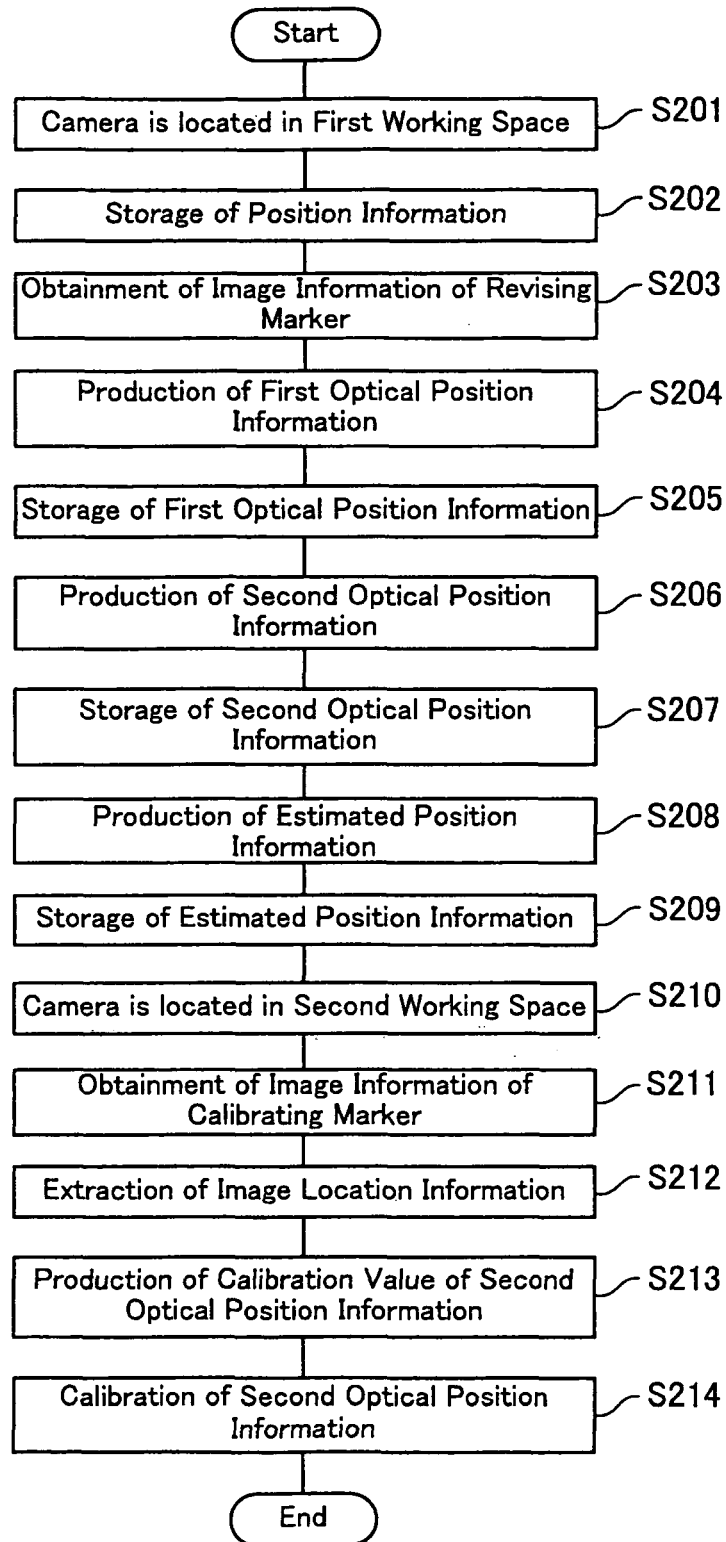 Start
Camera is located in First Working Space
S201
Storage of Position Information
S202
Obtainment of Image Information of Revising
Marker
S203
Production of First Optical Position
Information
S204
Storage of First Optical Position Information
S205
Production of Second Optical Position
Information
S206
Storage of Second Optical Position
Information
S207
Production of Estimated Position
Information
S208
Storage of Estimated Position Information
S209
Camera is located in Second Working Space
S210
Obtainment of Image Information of
Calibrating Marker
S211
Extraction of Image Location Information
S212
Production of Calibration Value of Second
Optical Position Information
S213
Calibration of Second Optical Position
Information
S214
End